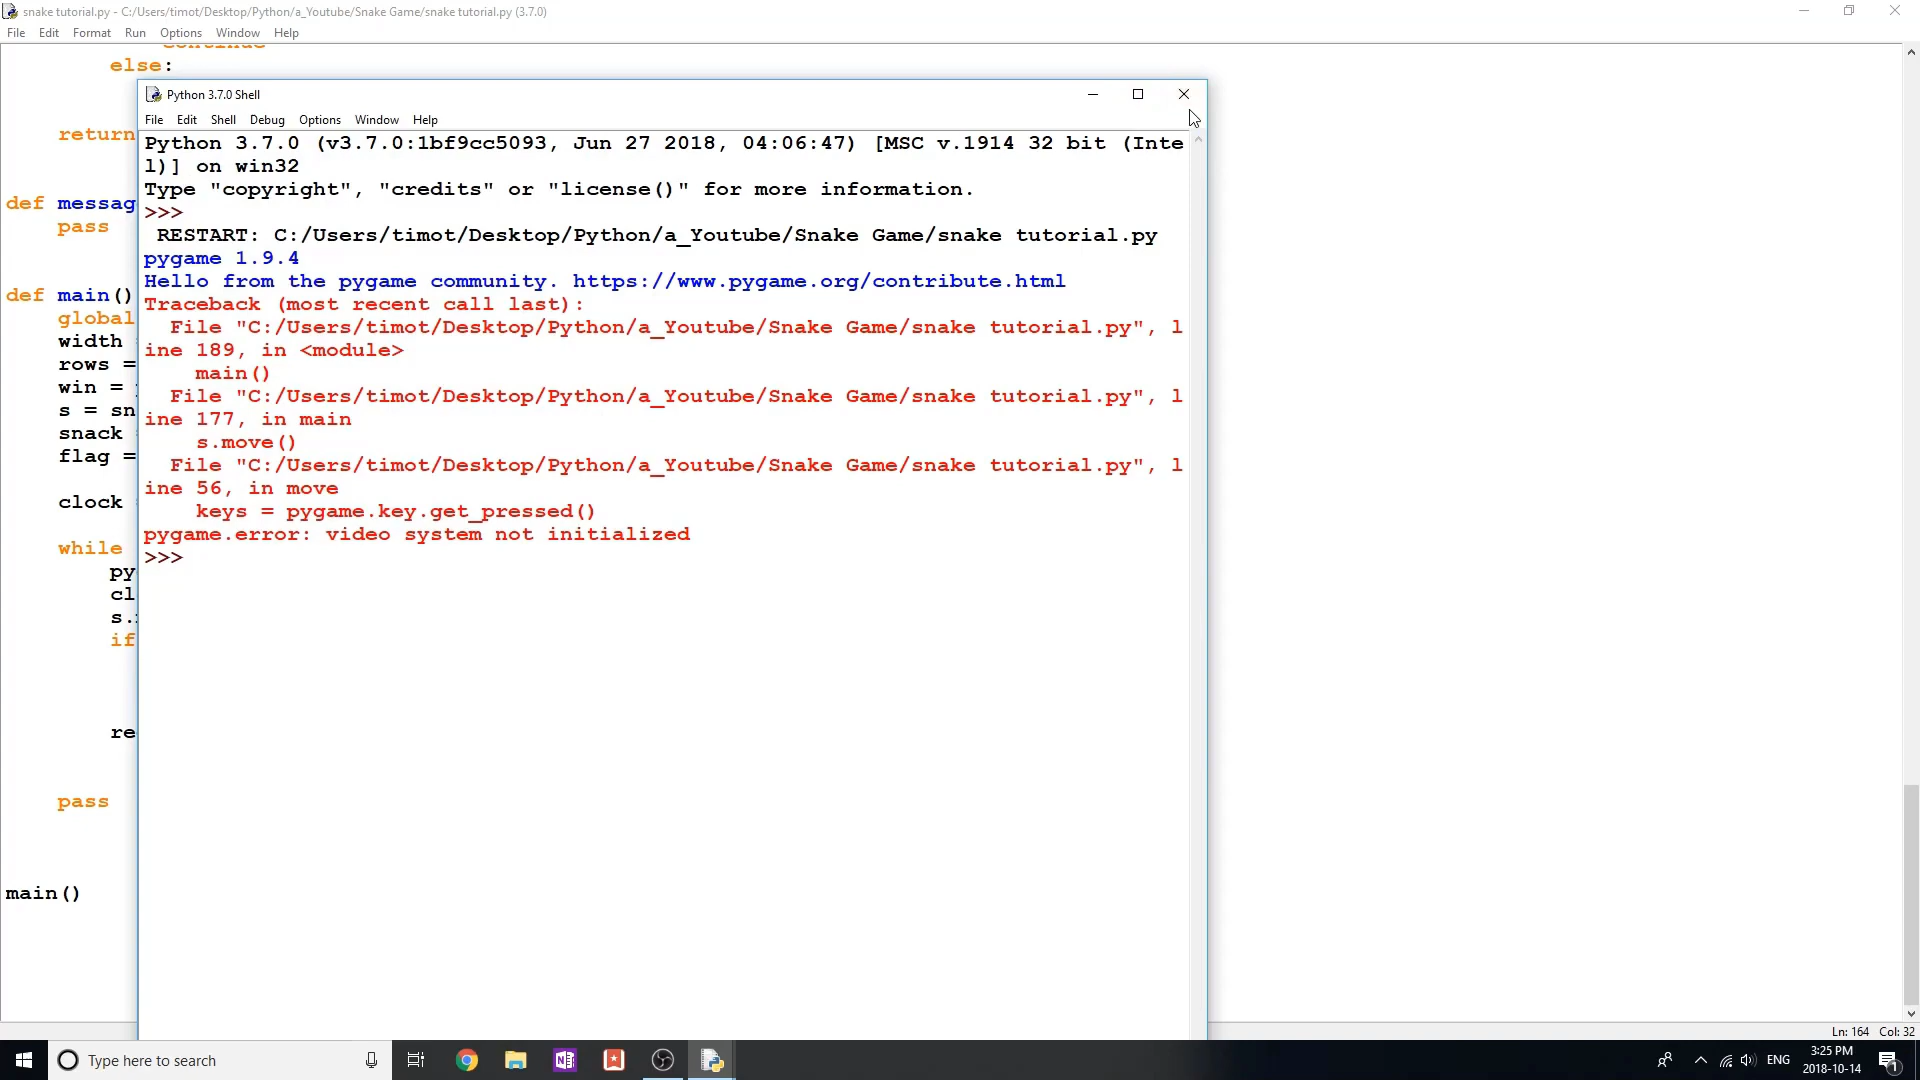 snake tutorial.py - C:/Users/timot/Desktop/Python/a_Youtube/Snake Game/snake tutorial.py (3.7.0)
File Edit Format Run Options Window Help
continue
else:
return
def messag
pass
def main()
global
width
rows =
win =
s = sn
snack
flag =
clock
while
py
cl
s.
if
re
pass
main()
Python 3.7.0 Shell
File Edit Shell Debug Options Window Help
Python 3.7.0 (v3.7.0:1bf9cc5093, Jun 27 2018, 04:06:47) [MSC v.1914 32 bit (Inte
l)] on win32
Type "copyright", "credits" or "license()" for more information.
>>>
RESTART: C:/Users/timot/Desktop/Python/a_Youtube/Snake Game/snake tutorial.py
pygame 1.9.4
Hello from the pygame community. https://www.pygame.org/contribute.html
Traceback (most recent call last):
File "C:/Users/timot/Desktop/Python/a_Youtube/Snake Game/snake tutorial.py", l
ine 189, in <module>
main()
File "C:/Users/timot/Desktop/Python/a_Youtube/Snake Game/snake tutorial.py", l
ine 177, in main
s.move()
File "C:/Users/timot/Desktop/Python/a_Youtube/Snake Game/snake tutorial.py", l
ine 56, in move
keys = pygame.key.get_pressed()
pygame.error: video system not initialized
>>>
Ln: 164 Col: 32
Type here to search
ENG
3:25 PM
2018-10-14
1